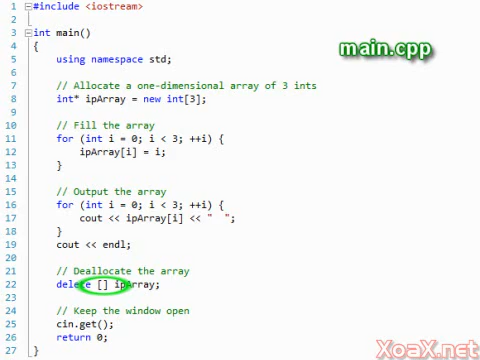 1 #include <iostream>
2
3 int main()
4 {
5 using namespace std;
6
7 // Allocate a one-dimensional array of 3 ints
8 int* ipArray = new int[3];
9
10 // Fill the array
11 for (int i = 0; i < 3; ++i) {
12 ipArray[i] = i;
13 }
14
15 // Output the array
16 for (int i = 0; i < 3; ++i) {
17 cout << ipArray[i] << "  ";
18 }
19 cout << endl;
20
21 // Deallocate the array
22 delete [] ipArray;
23
24 // Keep the window open
25 cin.get();
26 return 0;
27 }
main.cpp
XoaX.net